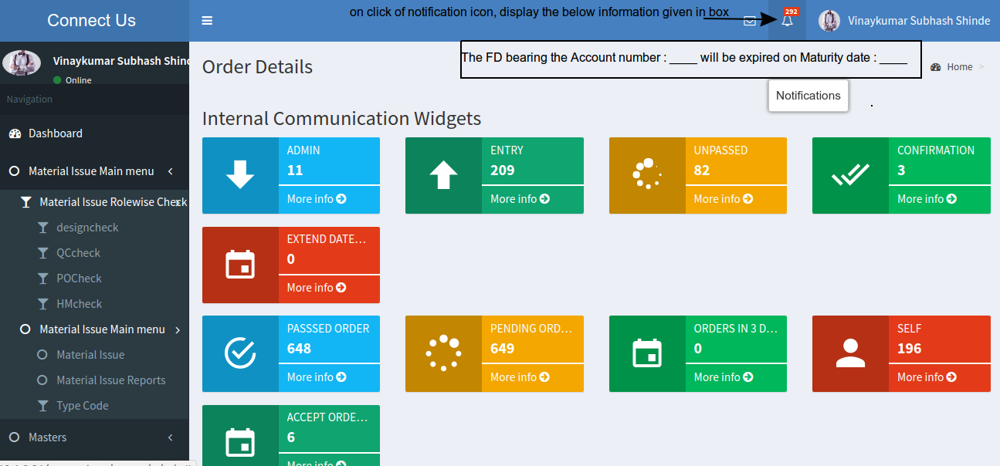 Connect Us
on click of notification icon, display the below information given in box
292
Vinaykumar Subhash Shinde
Vinaykumar Subhash Shind
Online
The FD bearing the Account number : ____ will be expired on Maturity date : ____
Order Details
Home >
Notifications
Navigation
Dashboard
Material Issue Main menu
Material Issue Rolewise Check
designcheck
QCcheck
POCheck
HMcheck
Material Issue Main menu
Material Issue
Material Issue Reports
Type Code
Masters
Internal Communication Widgets
ADMIN
11
More info
ENTRY
209
More info
UNPASSED
82
More info
CONFIRMATION
3
More info
EXTEND DATE...
0
More info
PASSSED ORDER
648
More info
PENDING ORD...
649
More info
ORDERS IN 3 D...
0
More info
SELF
196
More info
ACCEPT ORDE...
6
More info